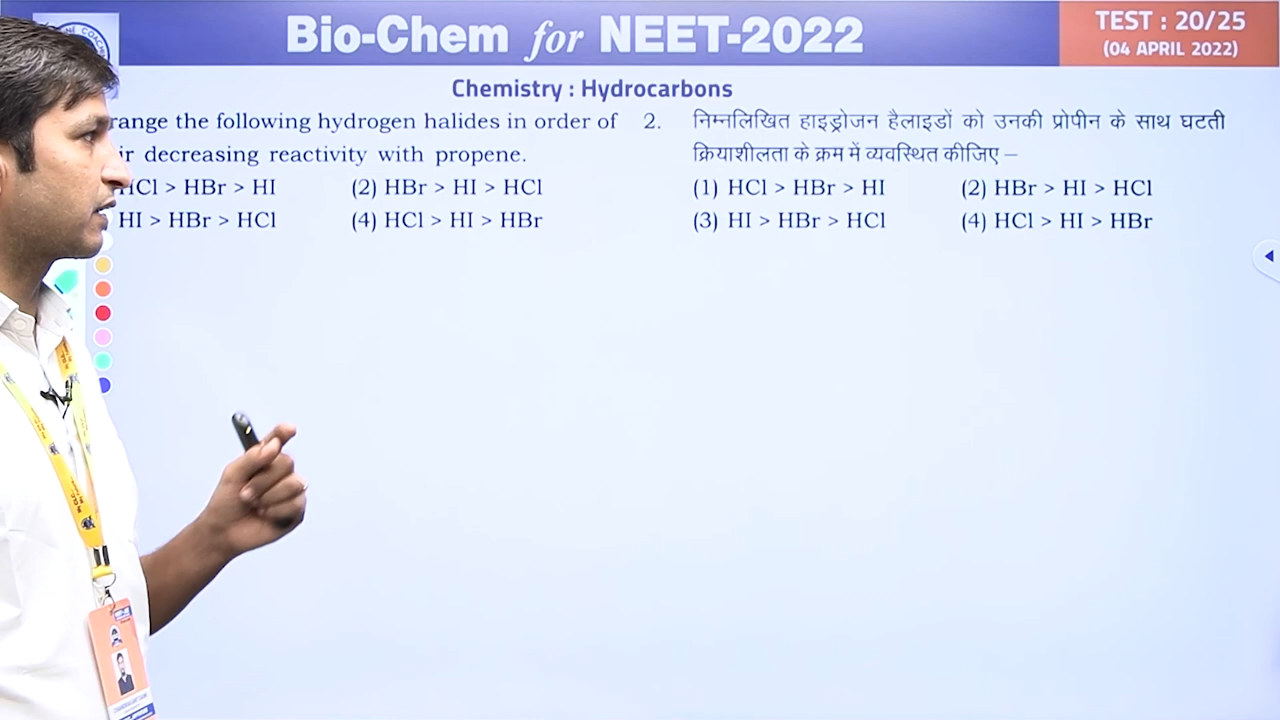 Bio-Chem for NEET-2022
TEST : 20/25
(04 APRIL 2022)
Chemistry : Hydrocarbons
range the following hydrogen halides in order of
ir decreasing reactivity with propene.
HCl > HBr > HI (2) HBr > HI > HCl
HI > HBr > HCl (4) HCl > HI > HBr
2. निम्नलिखित हाइड्रोजन हैलाइडों को उनकी प्रोपीन के साथ घटती
क्रियाशीलता के क्रम में व्यवस्थित कीजिए –
(1) HCl > HBr > HI (2) HBr > HI > HCl
(3) HI > HBr > HCl (4) HCl > HI > HBr